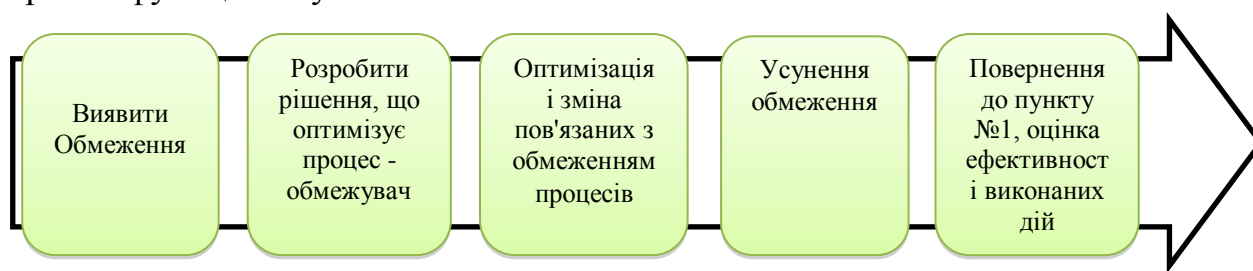 Виявити
Обмеження
Розробити
рішення, що
оптимізує
процес -
обмежувач
Оптимізація
і зміна
пов'язаних з
обмеженням
процесів
Усунення
обмеження
Повернення
до пункту
№1, оцінка
ефективност
і виконаних
дій